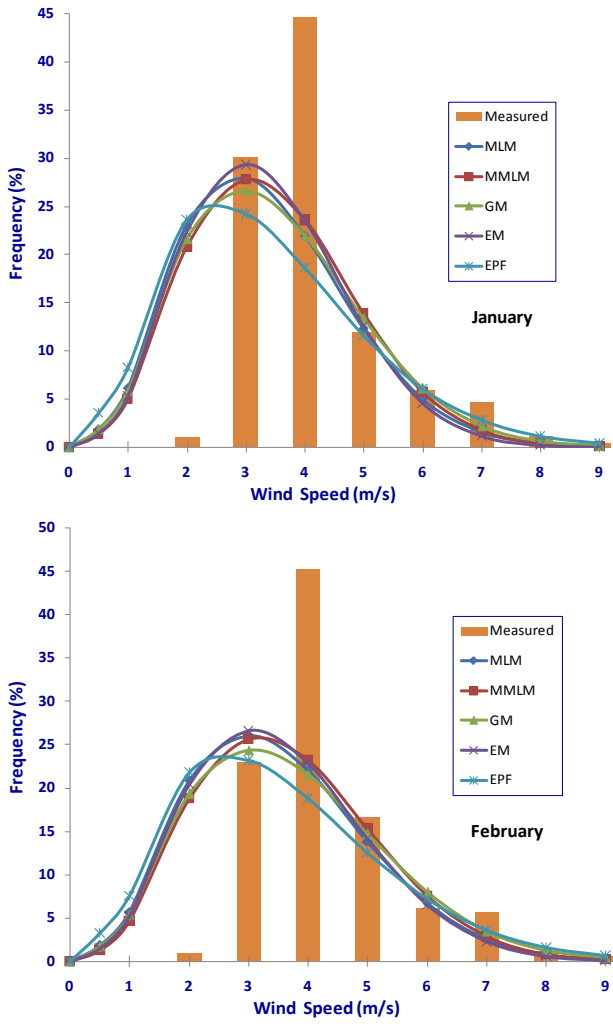 45
40
35
30
25
20
15
10
5
0
Frequency (%)
Measured
MLM
MMLM
GM
EM
EPF
January
0 1 2 3 4 5 6 7 8 9
Wind Speed (m/s)
50
45
40
35
30
25
20
15
10
5
0
Frequency (%)
Measured
MLM
MMLM
GM
EM
EPF
February
0 1 2 3 4 5 6 7 8 9
Wind Speed (m/s)